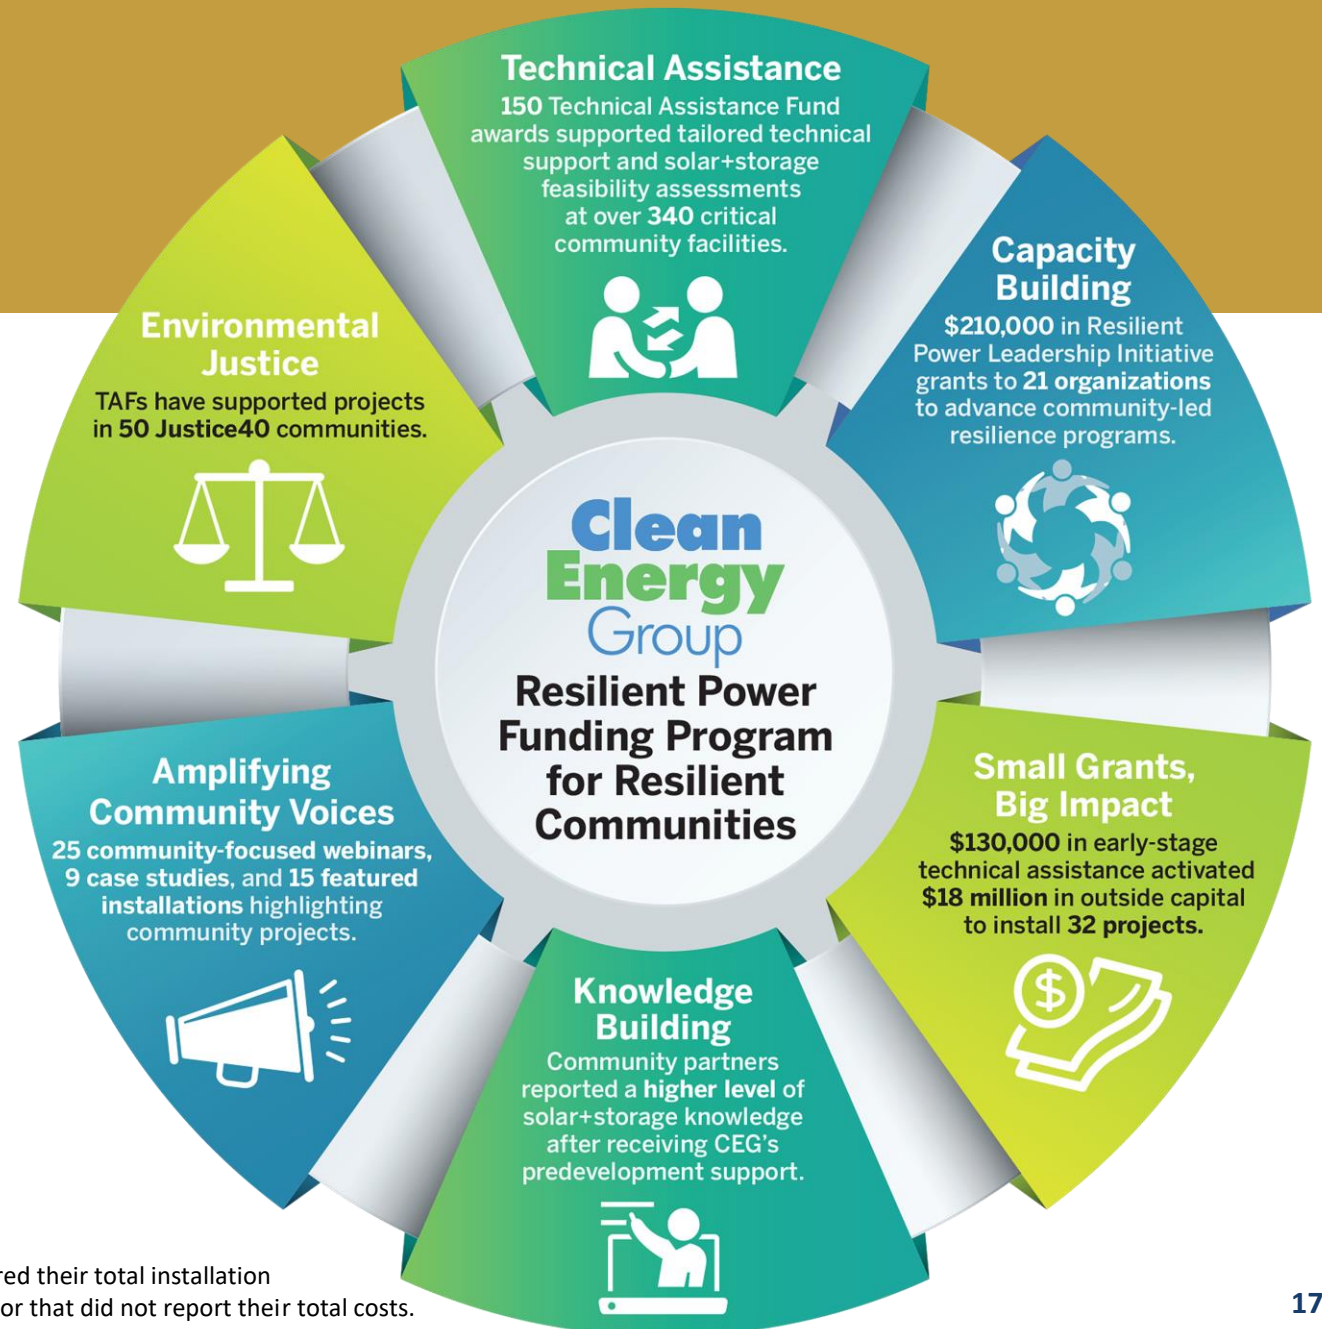 Technical Assistance
150 Technical Assistance Fund
awards supported tailored technical
support and solar+storage
feasibility assessments
at over 340 critical
community facilities.
Capacity
Building
$210,000 in Resilient
Power Leadership Initiative
grants to 21 organizations
to advance community-led
resilience programs.
Environmental
Justice
TAFs have supported projects
in 50 Justice40 communities.
Clean
Energy
Group
Resilient Power
Funding Program
for Resilient
Communities
Amplifying
Community Voices
25 community-focused webinars,
9 case studies, and 15 featured
installations highlighting
community projects.
Small Grants,
Big Impact
$130,000 in early-stage
technical assistance activated
$18 million in outside capital
to install 32 projects.
$
Knowledge
Building
Community partners
reported a higher level of
solar+storage knowledge
after receiving CEG's
predevelopment support.
their total installation
or that did not report their total costs.
17